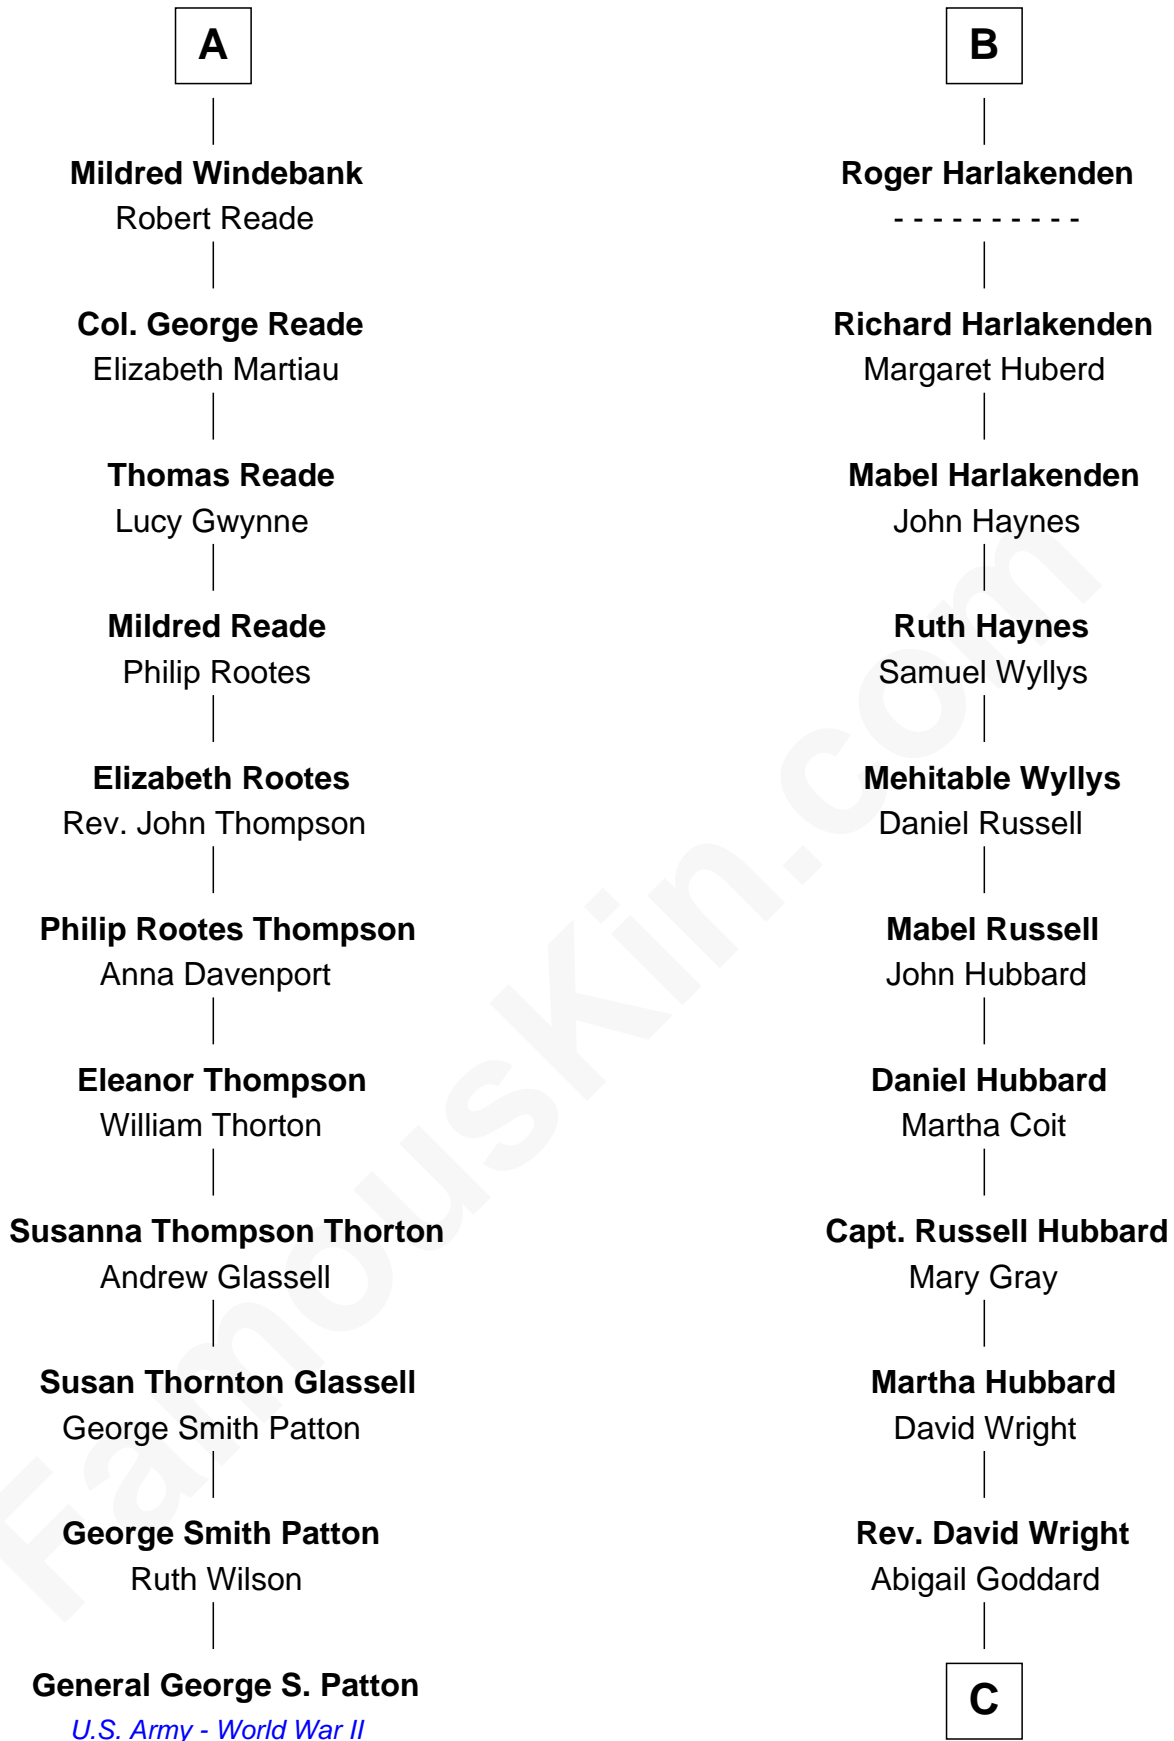 A
Mildred Windebank
Robert Reade
Col. George Reade
Elizabeth Martiau
Thomas Reade
Lucy Gwynne
Mildred Reade
Philip Rootes
Elizabeth Rootes
Rev. John Thompson
Philip Rootes Thompson
Anna Davenport
Eleanor Thompson
William Thorton
Susanna Thompson Thorton
Andrew Glassell
Susan Thornton Glassell
George Smith Patton
George Smith Patton
Ruth Wilson
General George S. Patton
U.S. Army - World War II
B
Roger Harlakenden
- - - - - - - - - -
Richard Harlakenden
Margaret Huberd
Mabel Harlakenden
John Haynes
Ruth Haynes
Samuel Wyllys
Mehitable Wyllys
Daniel Russell
Mabel Russell
John Hubbard
Daniel Hubbard
Martha Coit
Capt. Russell Hubbard
Mary Gray
Martha Hubbard
David Wright
Rev. David Wright
Abigail Goddard
C
FamousKin.com